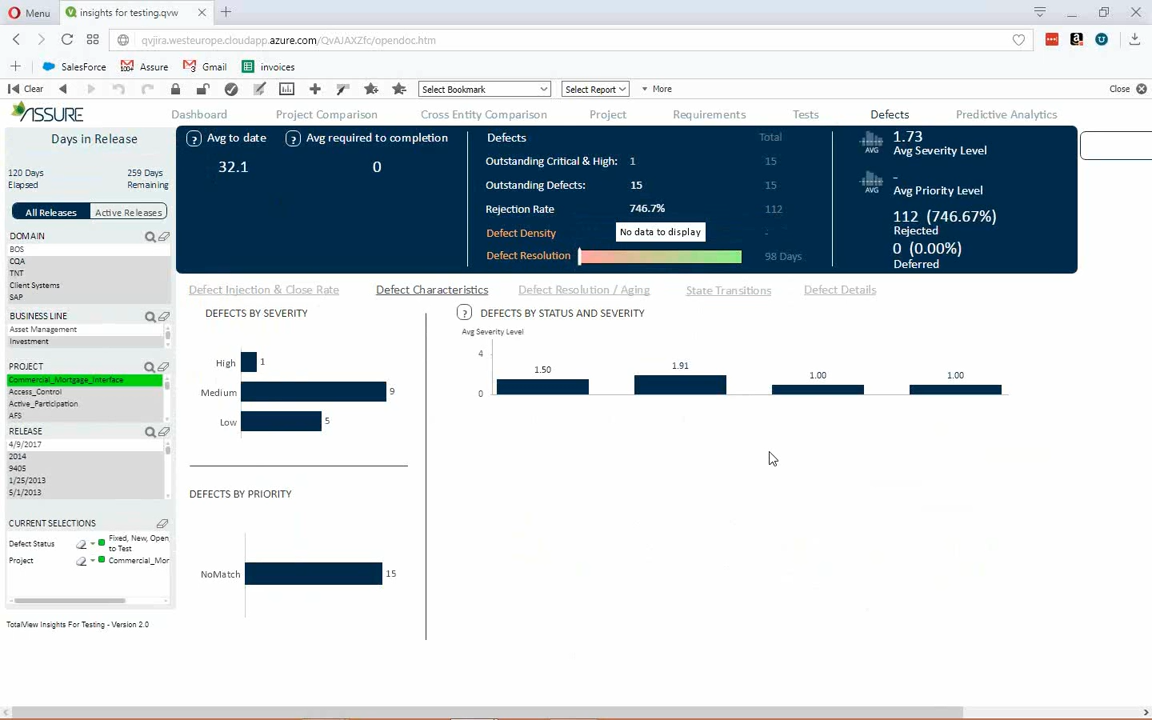 Menu
insights for testing.qvw
qvjira.westeurope.cloudapp.azure.com/QvAJAXZfc/opendoc.htm
SalesForce
100+
Assure
Gmail
invoices
Clear
Select Bookmark
Select Report
More
Close
ASSURE
Dashboard
Project Comparison
Cross Entity Comparison
Project
Requirements
Tests
Defects
Predictive Analytics
Days in Release
120 Days
Elapsed
259 Days
Remaining
All Releases
Active Releases
DOMAIN
BOS
CQA
TNT
Client Systems
SAP
BUSINESS LINE
Asset Management
Investment
PROJECT
Commercial_Mortgage_Interface
Access_Control
Active_Participation
AFS
RELEASE
4/9/2017
2014
9405
1/25/2013
5/1/2013
CURRENT SELECTIONS
Defect Status
Fixed, New, Open,
to Test
Project
Commercial_Mor
TotalView Insights For Testing - Version 2.0
? Avg to date
32.1
? Avg required to completion
0
Defects
Total
Outstanding Critical & High: 1 15
Outstanding Defects: 15 15
Rejection Rate 746.7% 112
Defect Density No data to display -
Defect Resolution 98 Days
AVG
1.73
Avg Severity Level
AVG
-
Avg Priority Level
112 (746.67%)
Rejected
0 (0.00%)
Deferred
Defect Injection & Close Rate
Defect Characteristics
Defect Resolution / Aging
State Transitions
Defect Details
DEFECTS BY SEVERITY
High 1
Medium 9
Low 5
DEFECTS BY PRIORITY
NoMatch 15
? DEFECTS BY STATUS AND SEVERITY
Avg Severity Level
4
0
1.50
1.91
1.00
1.00